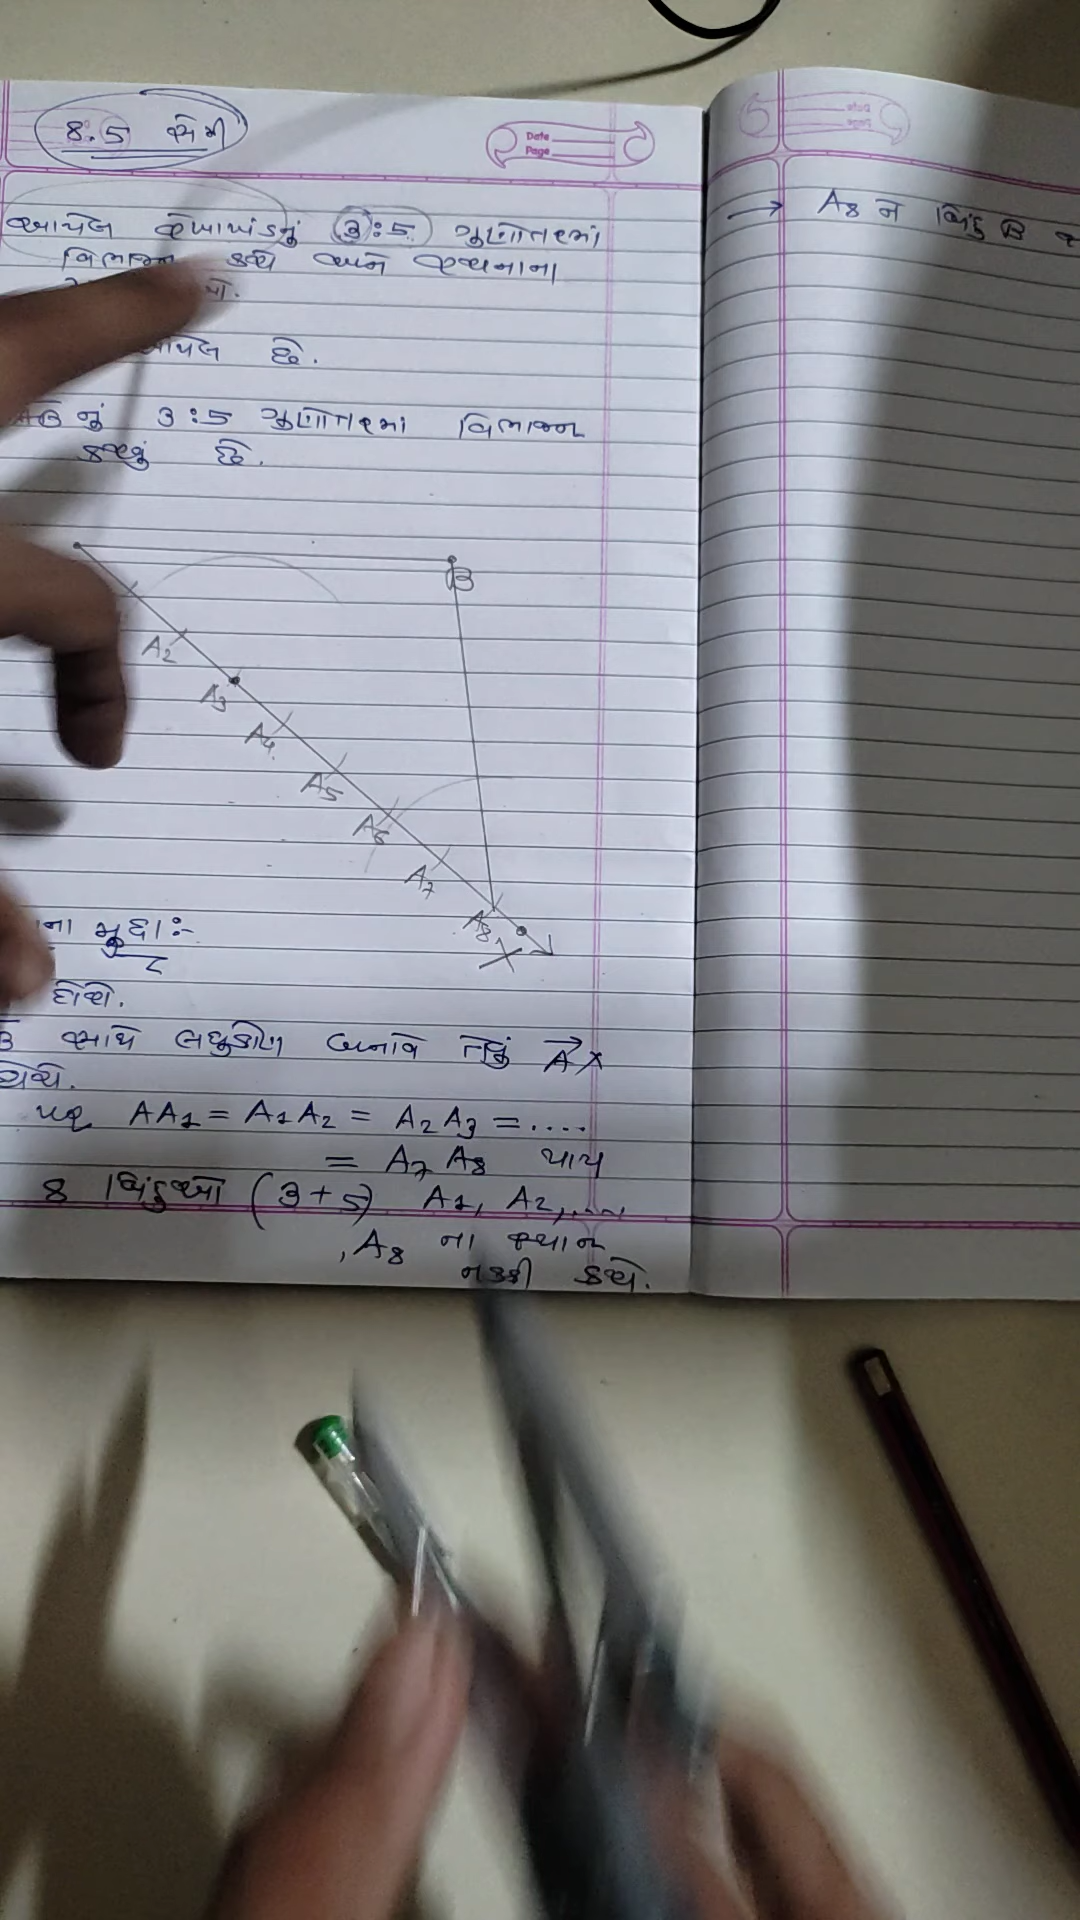 8.5 સેમી
Date
Page
આપેલ રેખાખંડનું 3:5 ગુણોત્તરમાં
વિભાજન કરો અને રચનાના
આપેલ છે.
AB નું 3:5 ગુણોત્તરમાં વિભાજન
કરવું છે.
B
A2
A3
A4
A5
A6
A7
A8
X
ના મુદ્દા :-
દોરો.
B સાથે લઘુકોણ બનાવે તેવું AX
દોરો.
પર AA1 = A1A2 = A2A3 = ....
= A7A8 થાય
8 બિંદુઓ (3+5) A1, A2,....
,A8 ના સ્થાન
નક્કી કરો.
→ A8 ને બિંદુ B